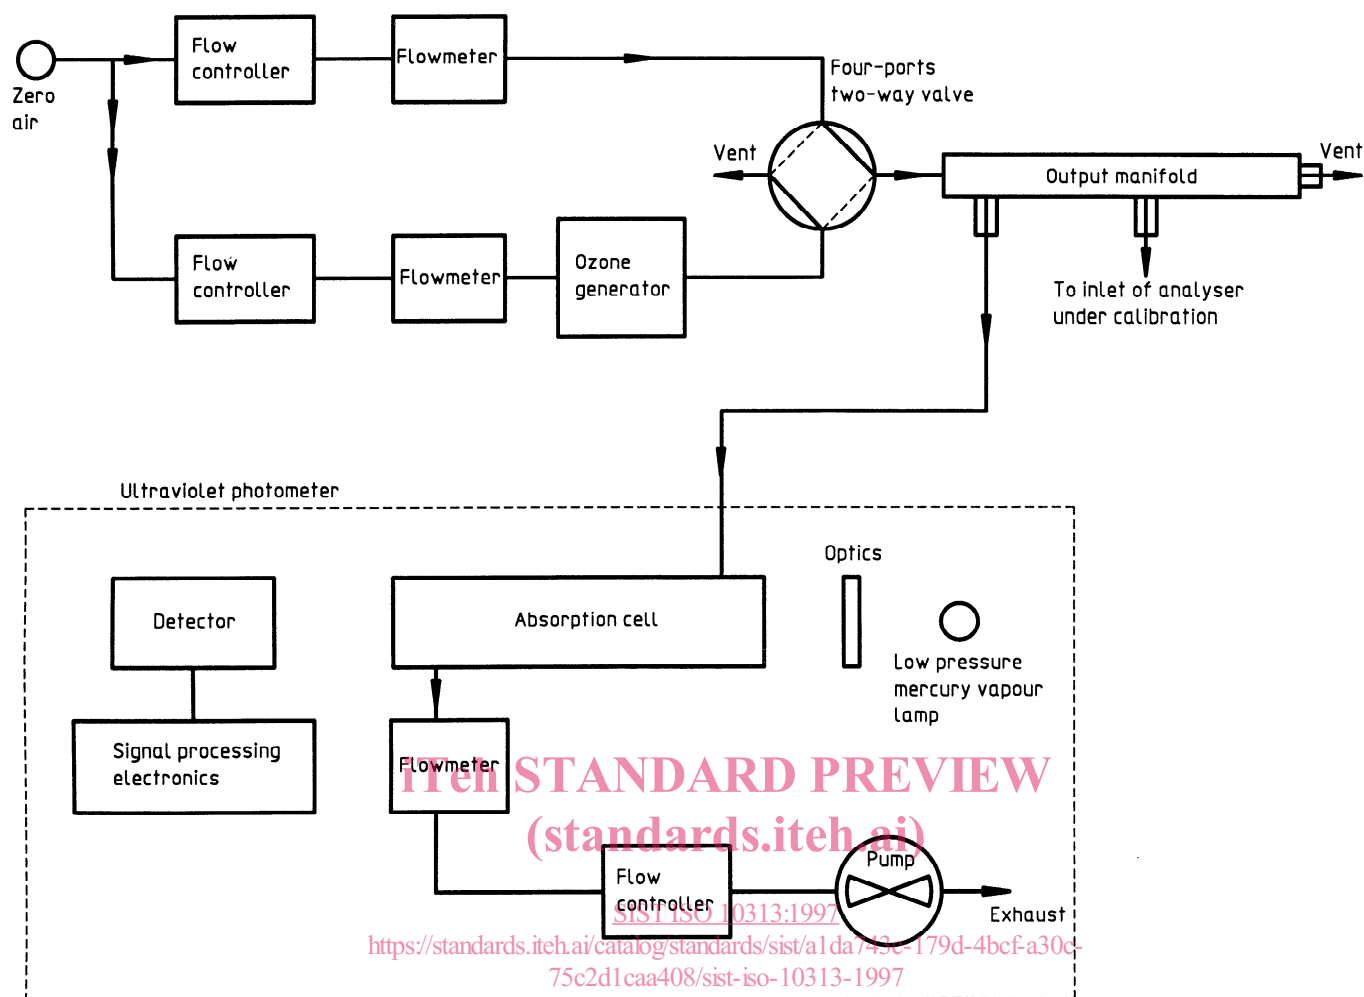 Flow
controller
Flowmeter
Zero
air
Four-ports
two-way valve
Vent
Output manifold
Vent
Flow
controller
Flowmeter
Ozone
generator
To inlet of analyser
under calibration
Ultraviolet photometer
Optics
Detector
Absorption cell
Low pressure
mercury vapour
lamp
Signal processing
electronics
Flowmeter
iTeh STANDARD PREVIEW
(standards.iteh.ai)
Pump
Flow
controller
Exhaust
SIST ISO 10313:1997
https://standards.iteh.ai/catalog/standards/sist/a1da743c-179d-4bcf-a30c-
75c2d1caa408/sist-iso-10313-1997